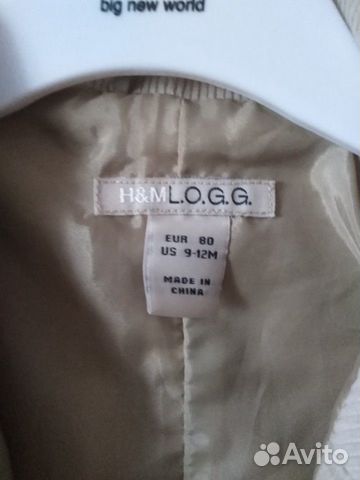 big new world
H&M L.O.G.G.
EUR 80
US 9-12M
MADE IN
CHINA
Avito